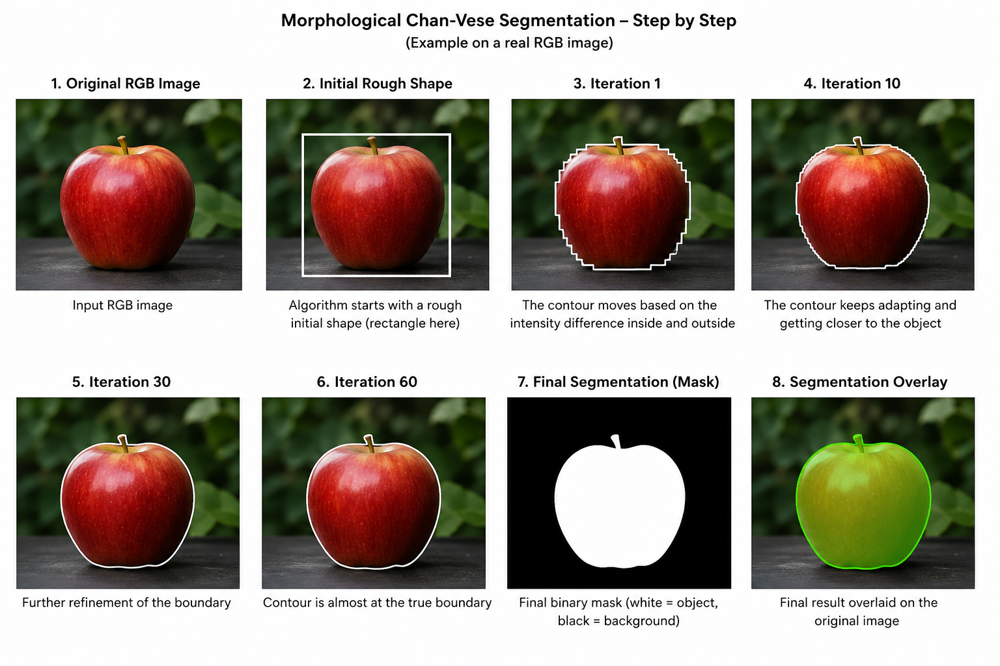 Morphological Chan-Vese Segmentation – Step by Step
(Example on a real RGB image)
1. Original RGB Image
2. Initial Rough Shape
3. Iteration 1
4. Iteration 10
Input RGB image
Algorithm starts with a rough
initial shape (rectangle here)
The contour moves based on the
intensity difference inside and outside
The contour keeps adapting and
getting closer to the object
5. Iteration 30
6. Iteration 60
7. Final Segmentation (Mask)
8. Segmentation Overlay
Further refinement of the boundary
Contour is almost at the true boundary
Final binary mask (white = object,
black = background)
Final result overlaid on the
original image